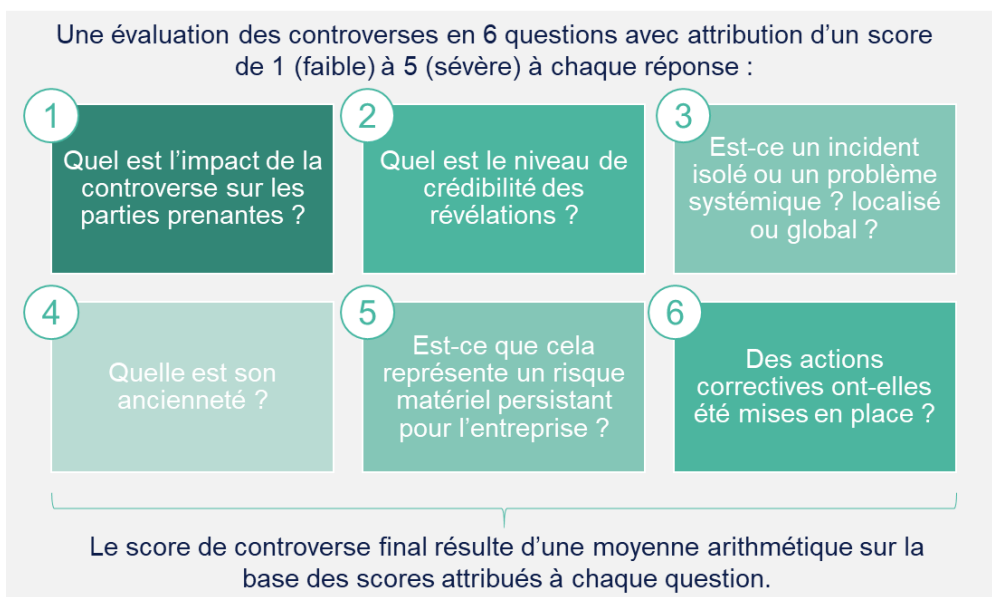 Une évaluation des controverses en 6 questions avec attribution d’un score
de 1 (faible) à 5 (sévère) à chaque réponse :
1
Quel est l’impact de la
controverse sur les
parties prenantes ?
2
Quel est le niveau de
crédibilité des
révélations ?
3
Est-ce un incident
isolé ou un problème
systémique ? localisé
ou global ?
4
Quelle est son
ancienneté ?
5
Est-ce que cela
représente un risque
matériel persistant
pour l’entreprise ?
6
Des actions
correctives ont-elles
été mises en place ?
Le score de controverse final résulte d’une moyenne arithmétique sur la
base des scores attribués à chaque question.